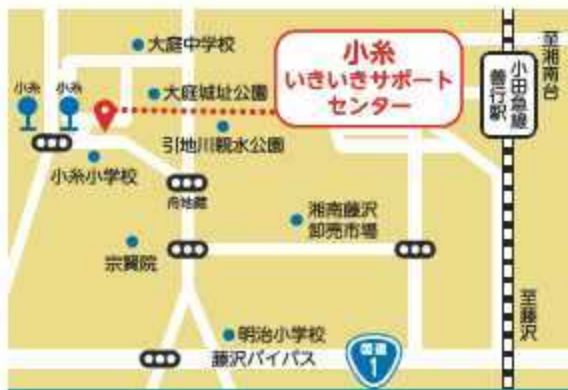 大庭中学校
小糸
いきいきサポート
センター
至湘南台
小田急線
善行駅
小糸
小糸
大庭城址公園
引地川親水公園
小糸小学校
舟地蔵
湘南藤沢
卸売市場
宗賢院
至藤沢
明治小学校
藤沢バイパス
国道
1